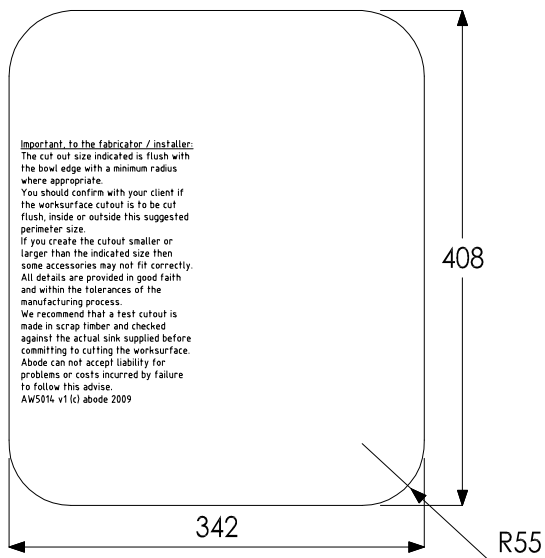 Important, to the fabricator / installer:
The cut out size indicated is flush with
the bowl edge with a minimum radius
where appropriate.
You should confirm with your client if
the worksurface cutout is to be cut
flush, inside or outside this suggested
perimeter size.
If you create the cutout smaller or
larger than the indicated size then
some accessories may not fit correctly.
All details are provided in good faith
and within the tolerances of the
manufacturing process.
We recommend that a test cutout is
made in scrap timber and checked
against the actual sink supplied before
committing to cutting the worksurface.
Abode can not accept liability for
problems or costs incurred by failure
to follow this advise.
AW5014 v1 (c) abode 2009
408
342
R55